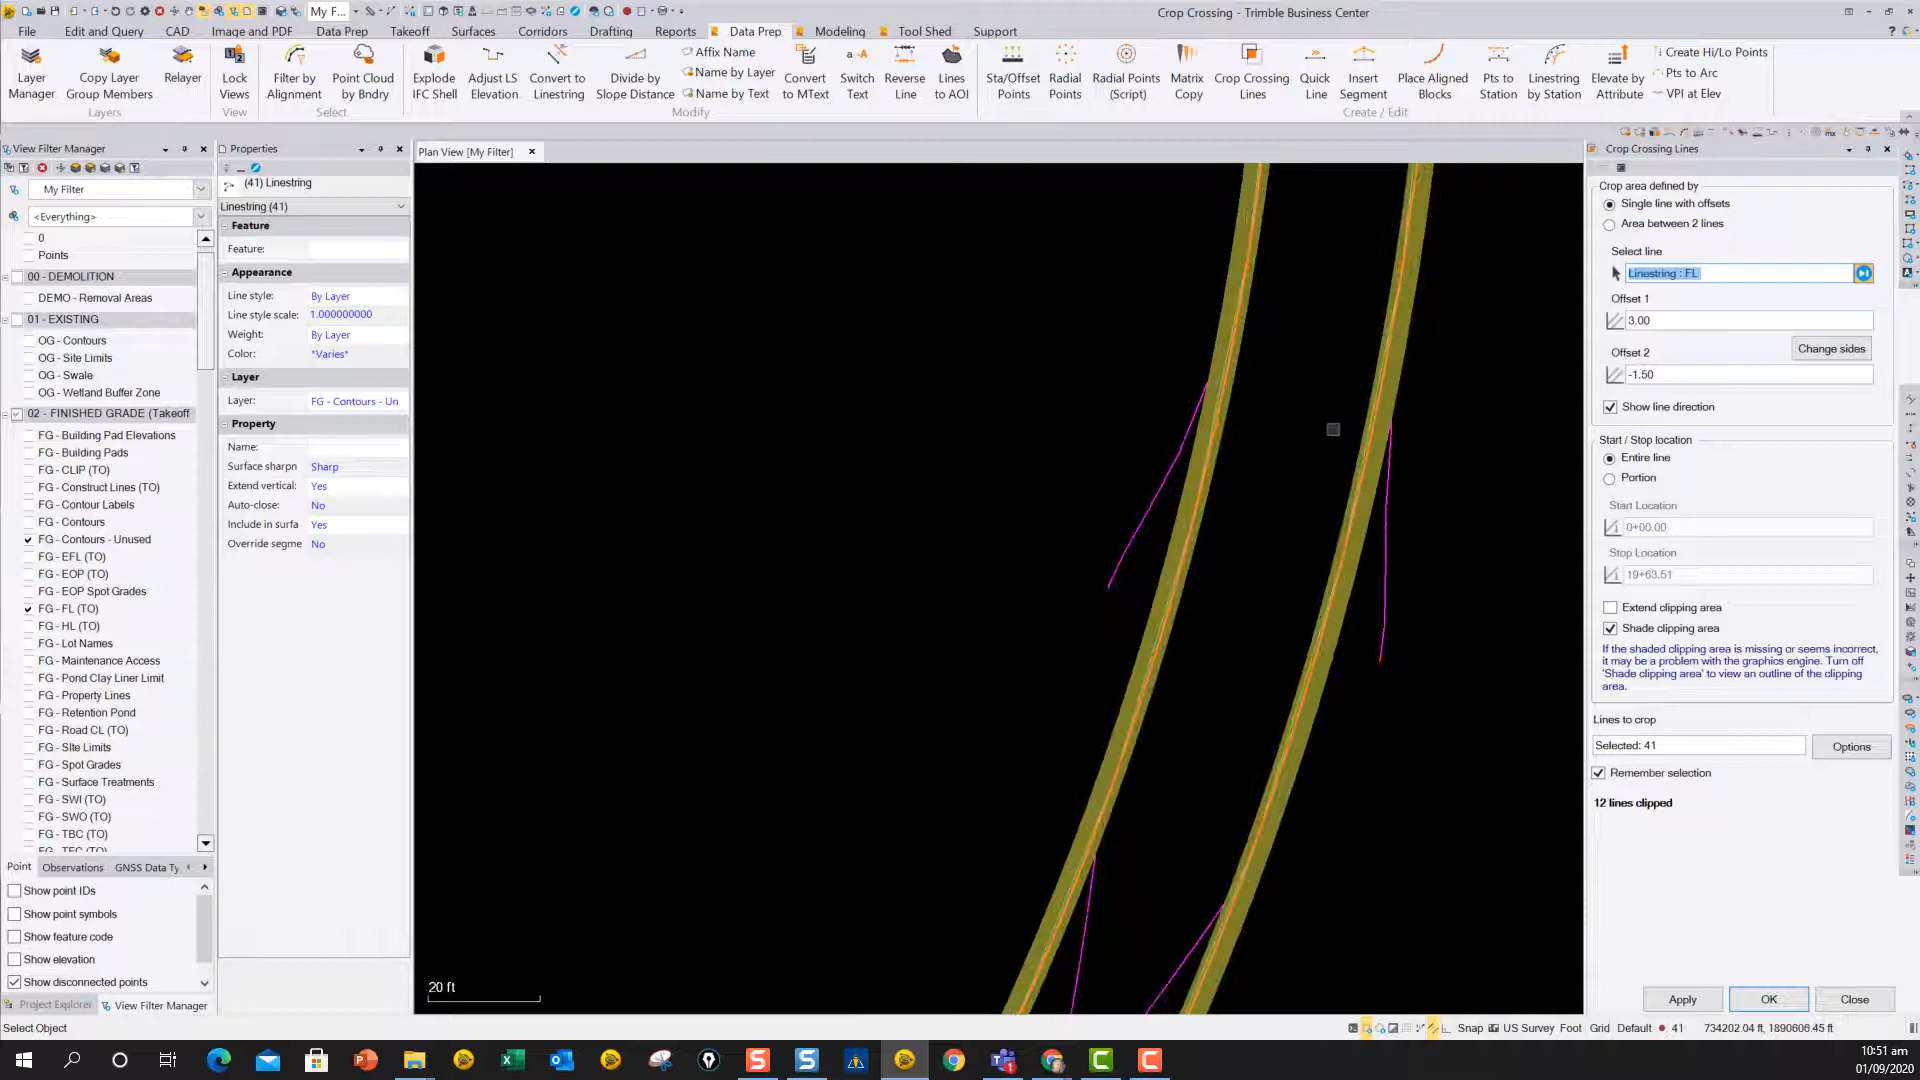 My F...
Crop Crossing - Trimble Business Center
File Edit and Query CAD Image and PDF Data Prep Takeoff Surfaces Corridors Drafting Reports Data Prep Modeling Tool Shed Support
Layer Manager
Copy Layer Group Members
Relayer
Lock Views
Filter by Alignment
Point Cloud by Bndry
Explode IFC Shell
Adjust LS Elevation
Convert to Linestring
Divide by Slope Distance
Affix Name
Name by Layer
Name by Text
Convert to MText
Switch Text
Reverse Line
Lines to AOI
Sta/Offset Points
Radial Points
Radial Points (Script)
Matrix Copy
Crop Crossing Lines
Quick Line
Insert Segment
Place Aligned Blocks
Pts to Station
Linestring by Station
Elevate by Attribute
Create Hi/Lo Points
Pts to Arc
VPI at Elev
Layers View Select Modify Create / Edit
View Filter Manager
My Filter
<Everything>
0
Points
00 - DEMOLITION
DEMO - Removal Areas
01 - EXISTING
OG - Contours
OG - Site Limits
OG - Swale
OG - Wetland Buffer Zone
02 - FINISHED GRADE (Takeoff
FG - Building Pad Elevations
FG - Building Pads
FG - CLIP (TO)
FG - Construct Lines (TO)
FG - Contour Labels
FG - Contours
FG - Contours - Unused
FG - EFL (TO)
FG - EOP (TO)
FG - EOP Spot Grades
FG - FL (TO)
FG - HL (TO)
FG - Lot Names
FG - Maintenance Access
FG - Pond Clay Liner Limit
FG - Property Lines
FG - Retention Pond
FG - Road CL (TO)
FG - SIte Limits
FG - Spot Grades
FG - Surface Treatments
FG - SWI (TO)
FG - SWO (TO)
FG - TBC (TO)
FG - TEC (TO)
Point Observations GNSS Data Ty
Show point IDs
Show point symbols
Show feature code
Show elevation
Show disconnected points
Project Explorer View Filter Manager
Select Object
Properties
(41) Linestring
Linestring (41)
Feature
Feature:
Appearance
Line style: By Layer
Line style scale: 1.000000000
Weight: By Layer
Color: *Varies*
Layer
Layer: FG - Contours - Un
Property
Name:
Surface sharpn Sharp
Extend vertical: Yes
Auto-close: No
Include in surfa Yes
Override segme No
Plan View [My Filter]
20 ft
Crop Crossing Lines
Crop area defined by
Single line with offsets
Area between 2 lines
Select line
Linestring : FL
Offset 1
3.00
Offset 2
Change sides
-1.50
Show line direction
Start / Stop location
Entire line
Portion
Start Location
0+00.00
Stop Location
19+63.51
Extend clipping area
Shade clipping area
If the shaded clipping area is missing or seems incorrect,
it may be a problem with the graphics engine. Turn off
'Shade clipping area' to view an outline of the clipping
area.
Lines to crop
Selected: 41
Options
Remember selection
12 lines clipped
Apply OK Close
Snap US Survey Foot Grid Default 41 734202.04 ft, 1890606.45 ft
10:51 am
01/09/2020